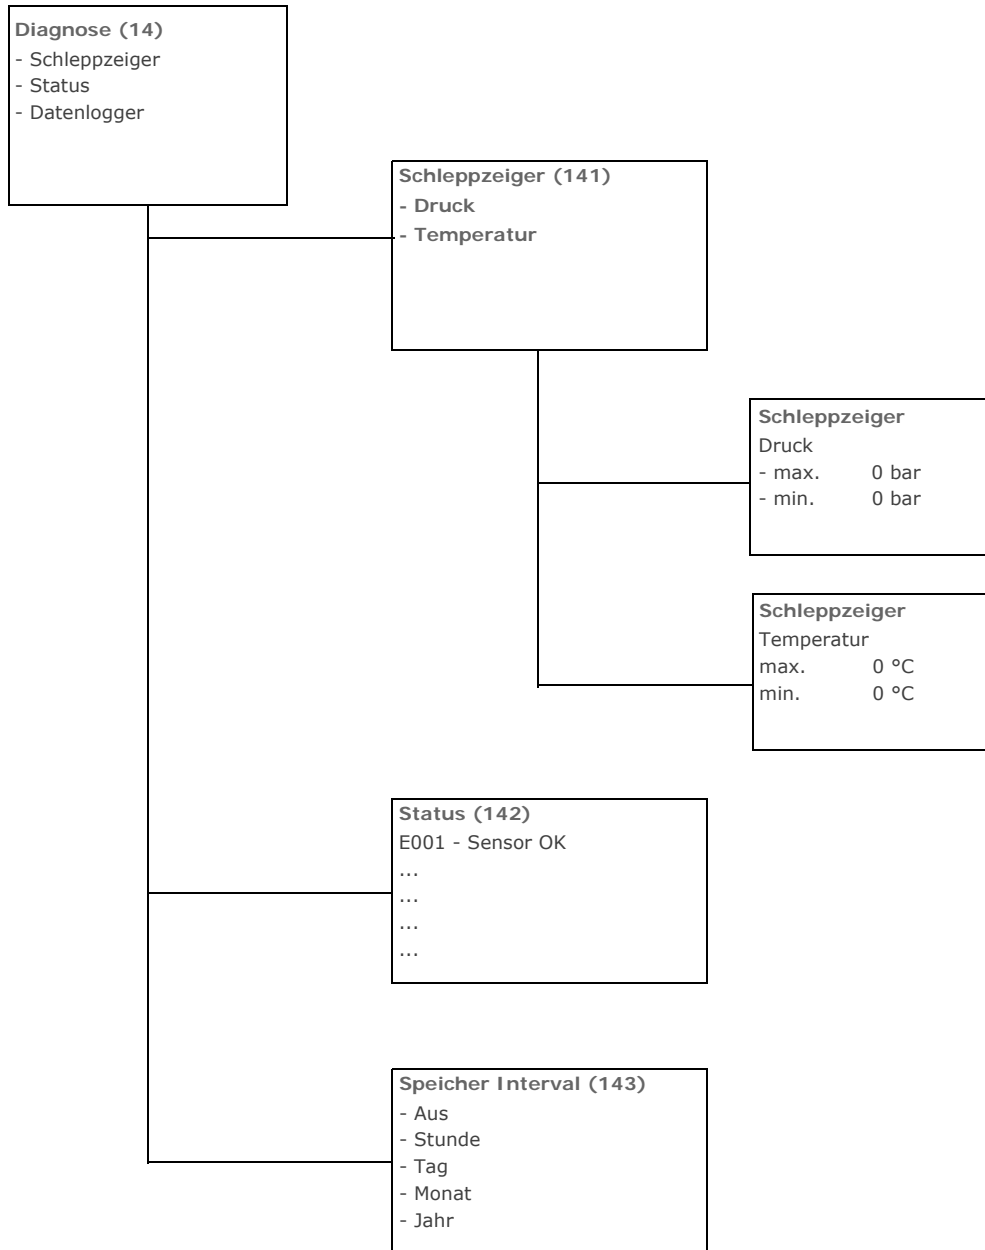 Diagnose (14)
- Schleppzeiger
- Status
- Datenlogger
Schleppzeiger (141)
- Druck
- Temperatur
Schleppzeiger
Druck
- max. 0 bar
- min. 0 bar
Schleppzeiger
Temperatur
max. 0 °C
min. 0 °C
Status (142)
E001 - Sensor OK
...
...
...
...
Speicher Interval (143)
- Aus
- Stunde
- Tag
- Monat
- Jahr